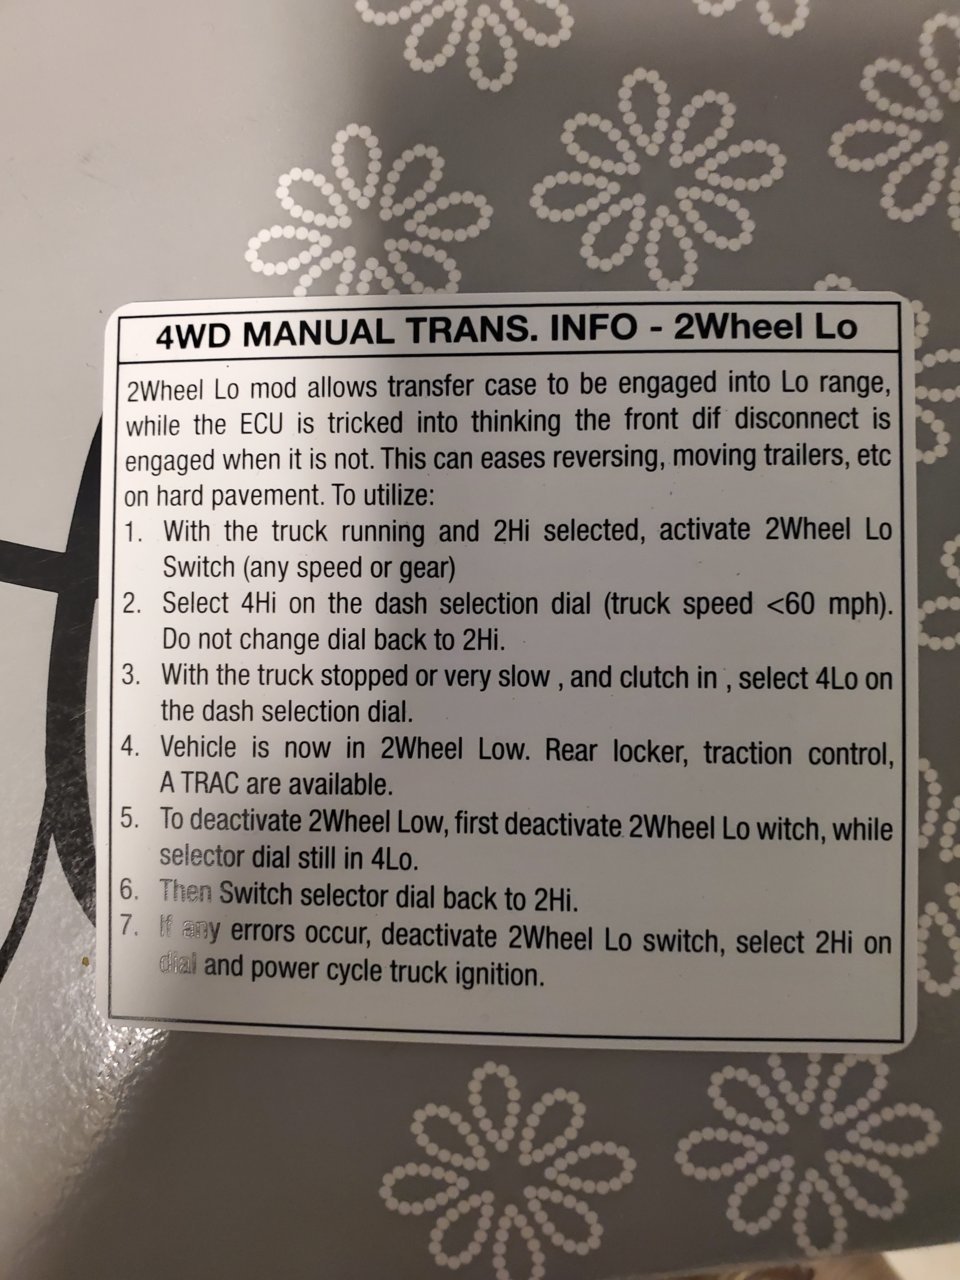 4WD MANUAL TRANS. INFO - 2Wheel Lo
2Wheel Lo mod allows transfer case to be engaged into Lo range,
while the ECU is tricked into thinking the front dif disconnect is
engaged when it is not. This can eases reversing, moving trailers, etc
on hard pavement. To utilize:
1. With the truck running and 2Hi selected, activate 2Wheel Lo
Switch (any speed or gear)
2. Select 4Hi on the dash selection dial (truck speed <60 mph).
Do not change dial back to 2Hi.
3. With the truck stopped or very slow , and clutch in , select 4Lo on
the dash selection dial.
4. Vehicle is now in 2Wheel Low. Rear locker, traction control,
A TRAC are available.
5. To deactivate 2Wheel Low, first deactivate 2Wheel Lo witch, while
selector dial still in 4Lo.
6. Then Switch selector dial back to 2Hi.
7. If any errors occur, deactivate 2Wheel Lo switch, select 2Hi on
dial and power cycle truck ignition.